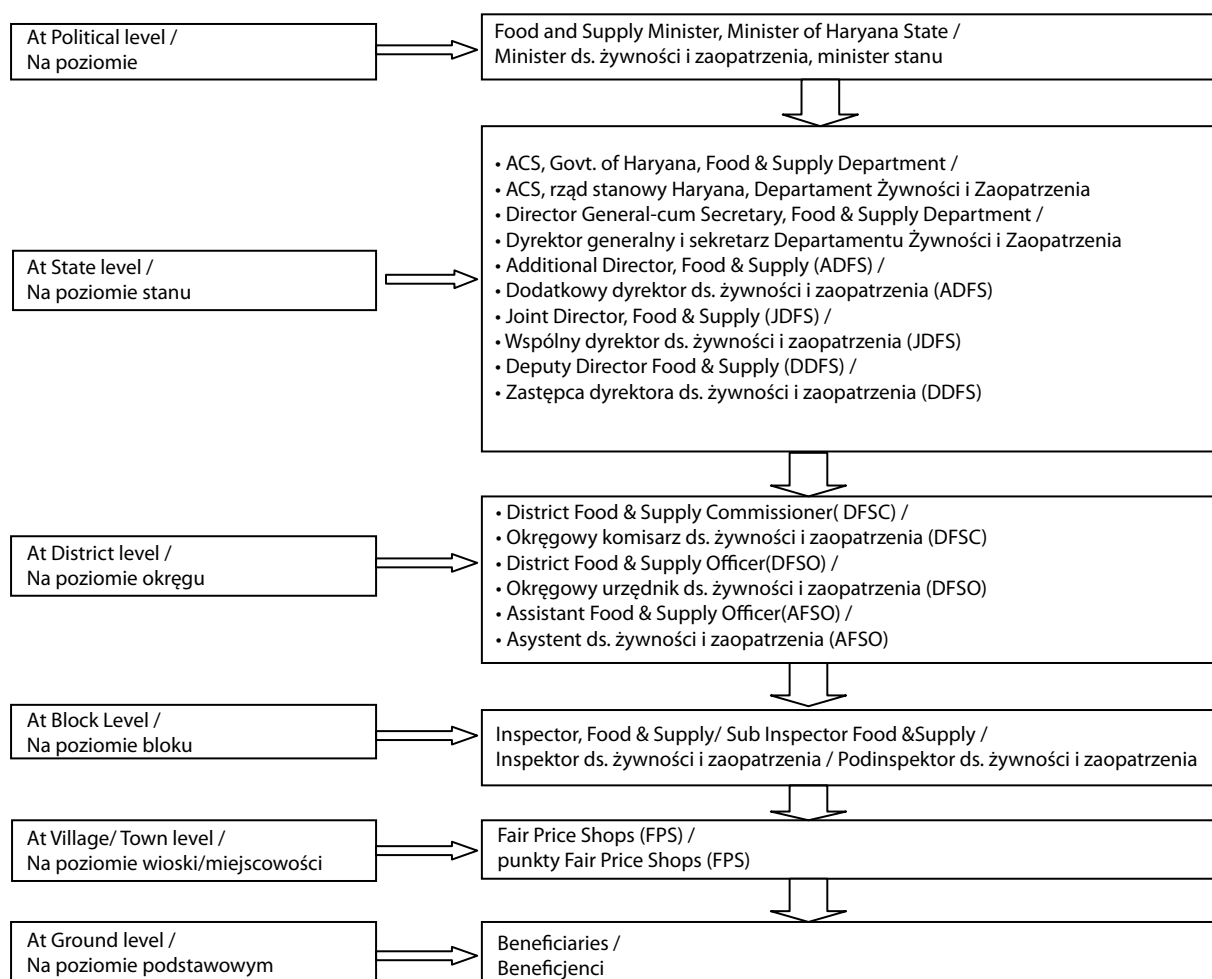 At Political level /
Na poziomie
Food and Supply Minister, Minister of Haryana State /
Minister ds. żywności i zaopatrzenia, minister stanu
At State level /
Na poziomie stanu
• ACS, Govt. of Haryana, Food & Supply Department /
• ACS, rząd stanowy Haryana, Departament Żywności i Zaopatrzenia
• Director General-cum Secretary, Food & Supply Department /
• Dyrektor generalny i sekretarz Departamentu Żywności i Zaopatrzenia
• Additional Director, Food & Supply (ADFS) /
• Dodatkowy dyrektor ds. żywności i zaopatrzenia (ADFS)
• Joint Director, Food & Supply (JDFS) /
• Wspólny dyrektor ds. żywności i zaopatrzenia (JDFS)
• Deputy Director Food & Supply (DDFS) /
• Zastępca dyrektora ds. żywności i zaopatrzenia (DDFS)
At District level /
Na poziomie okręgu
• District Food & Supply Commissioner( DFSC) /
• Okręgowy komisarz ds. żywności i zaopatrzenia (DFSC)
• District Food & Supply Officer(DFSO) /
• Okręgowy urzędnik ds. żywności i zaopatrzenia (DFSO)
• Assistant Food & Supply Officer(AFSO) /
• Asystent ds. żywności i zaopatrzenia (AFSO)
At Block Level /
Na poziomie bloku
Inspector, Food & Supply/ Sub Inspector Food &Supply /
Inspektor ds. żywności i zaopatrzenia / Podinspektor ds. żywności i zaopatrzenia
At Village/ Town level /
Na poziomie wioski/miejscowości
Fair Price Shops (FPS) /
punkty Fair Price Shops (FPS)
At Ground level /
Na poziomie podstawowym
Beneficiaries /
Beneficjenci